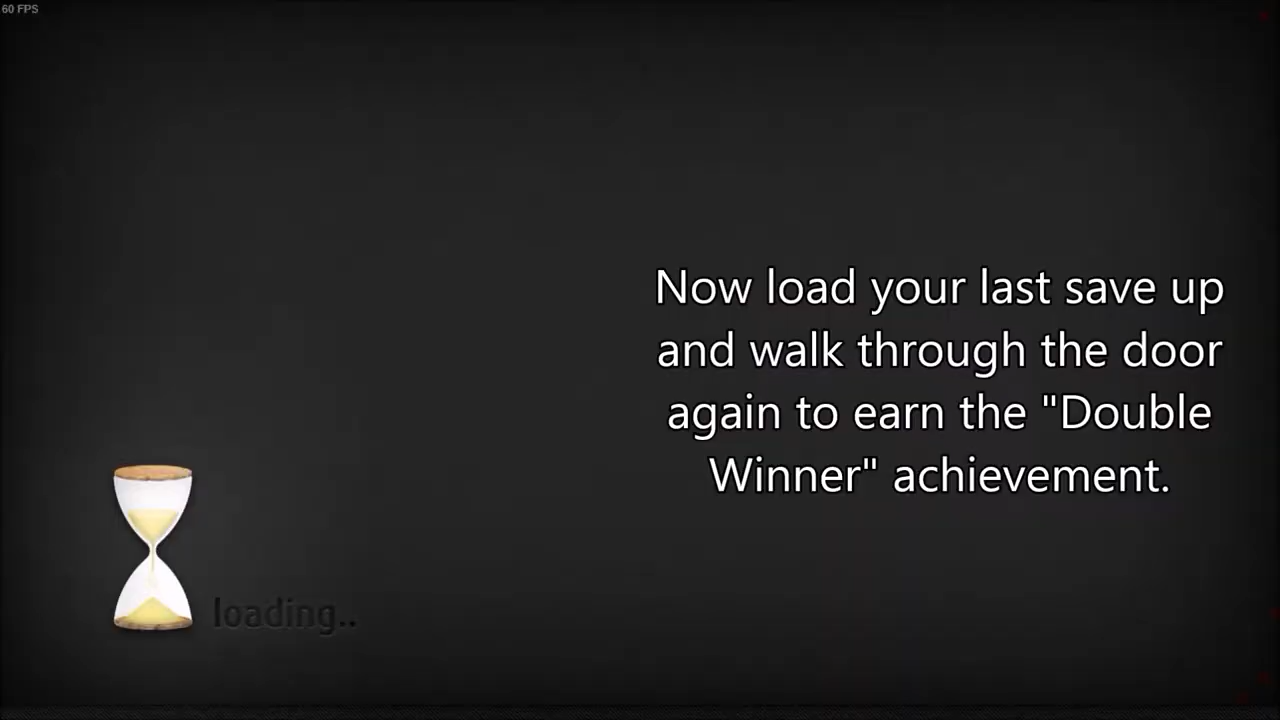 60 FPS
Now load your last save up
and walk through the door
again to earn the "Double
Winner" achievement.
loading..